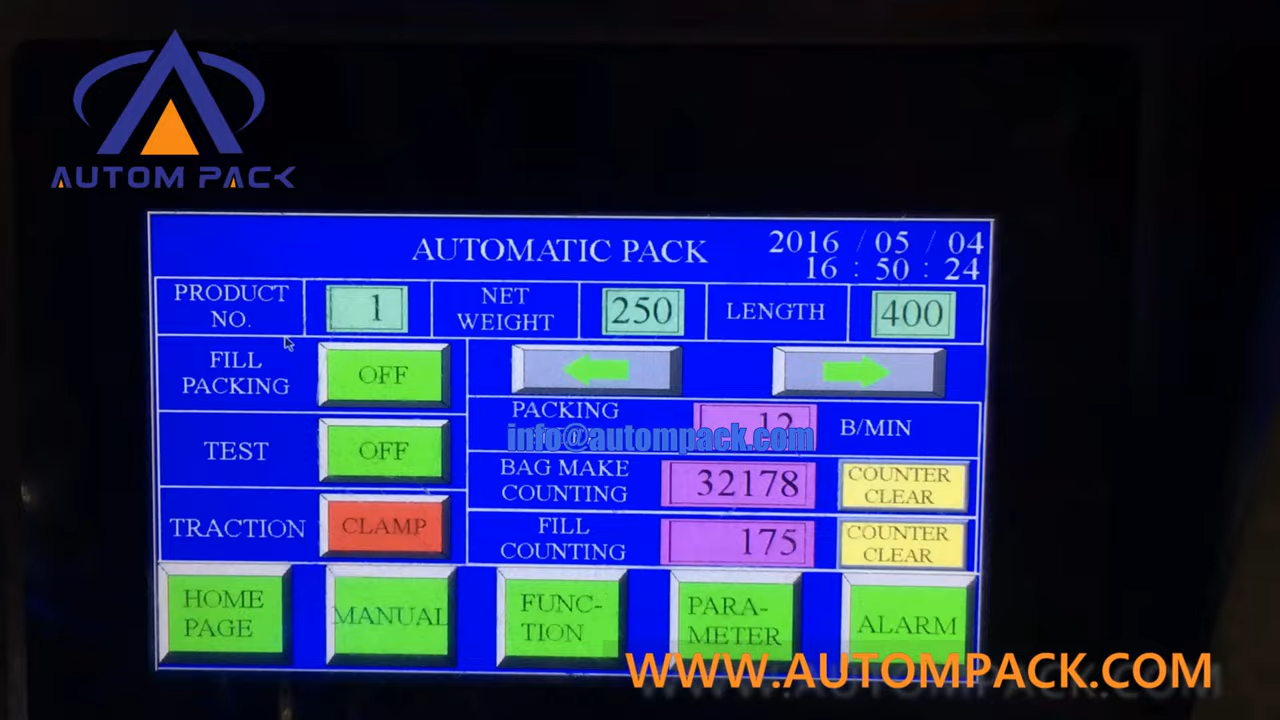 AUTOM PACK
AUTOMATIC PACK
2016 / 05 / 04
16 : 50 : 24
PRODUCT
NO.
1
NET
WEIGHT
250
LENGTH
400
FILL
PACKING
OFF
TEST
OFF
TRACTION
CLAMP
PACKING
12
B/MIN
info@autompack.com
BAG MAKE
COUNTING
32178
COUNTER
CLEAR
FILL
COUNTING
175
COUNTER
CLEAR
HOME
PAGE
MANUAL
FUNC-
TION
PARA-
METER
ALARM
WWW.AUTOMPACK.COM